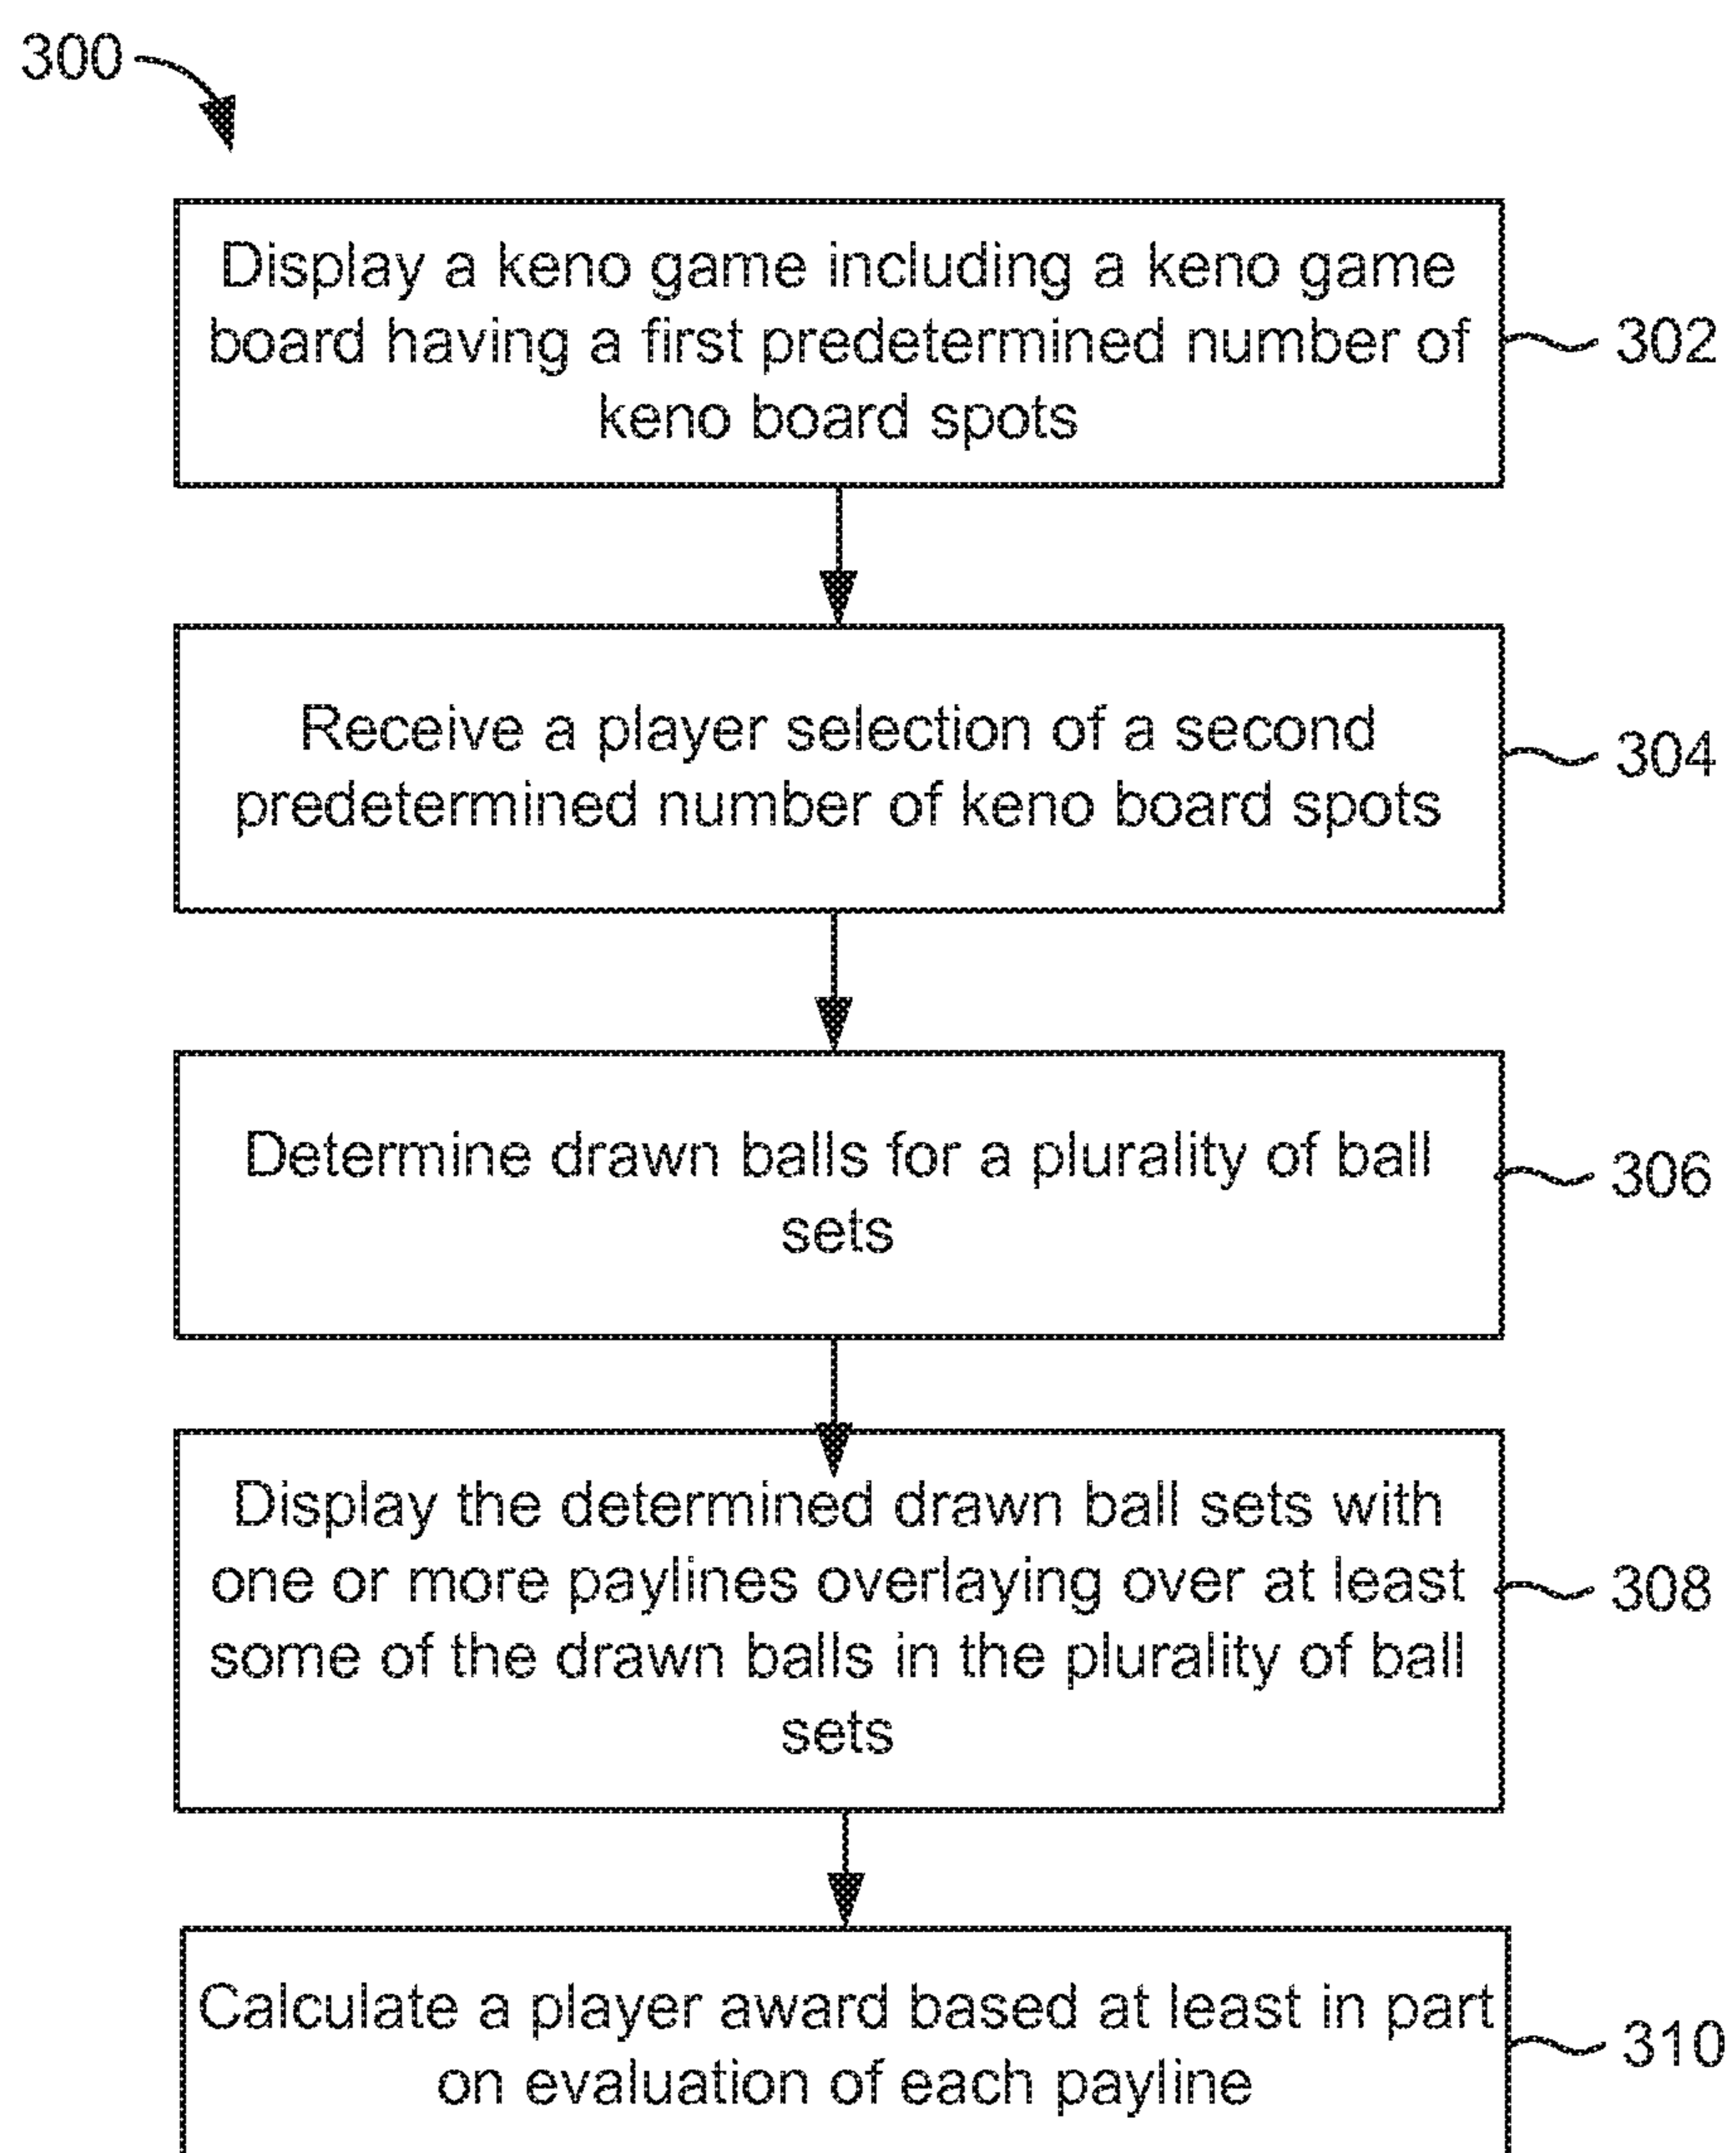 300
Display a keno game including a keno game
board having a first predetermined number of
keno board spots
302
Receive a player selection of a second
predetermined number of keno board spots
304
Determine drawn balls for a plurality of ball
sets
306
Display the determined drawn ball sets with
one or more paylines overlaying over at least
some of the drawn balls in the plurality of ball
sets
308
Calculate a player award based at least in part
on evaluation of each payline
310